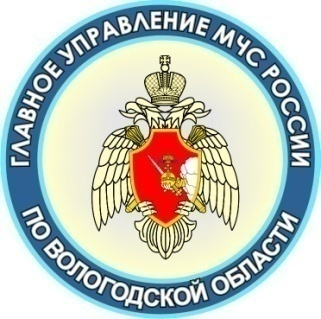 ГЛАВНОЕ УПРАВЛЕНИЕ МЧС РОССИИ
ПО ВОЛОГОДСКОЙ ОБЛАСТИ